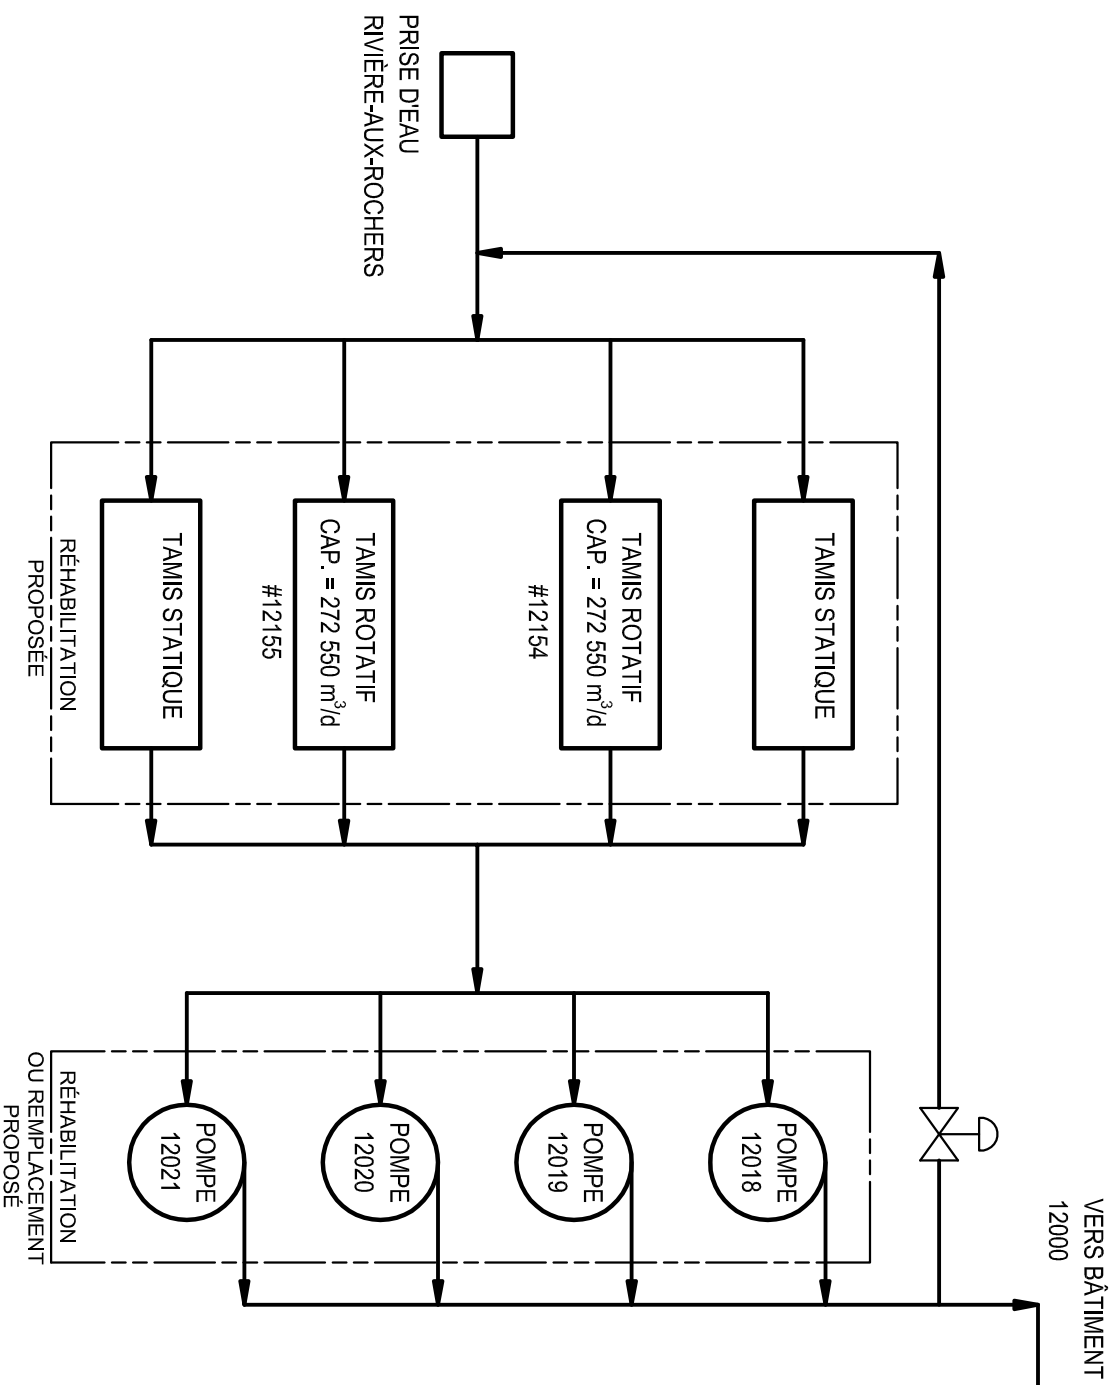 VERS BÂTIMENT
12000
TAMIS STATIQUE
TAMIS ROTATIF
CAP. = 272 550 m³/d
#12154
TAMIS ROTATIF
CAP. = 272 550 m³/d
#12155
TAMIS STATIQUE
RÉHABILITATION
PROPOSÉE
PRISE D'EAU
RIVIÈRE-AUX-ROCHERS
POMPE
12018
POMPE
12019
POMPE
12020
POMPE
12021
RÉHABILITATION
OU REMPLACEMENT
PROPOSÉ